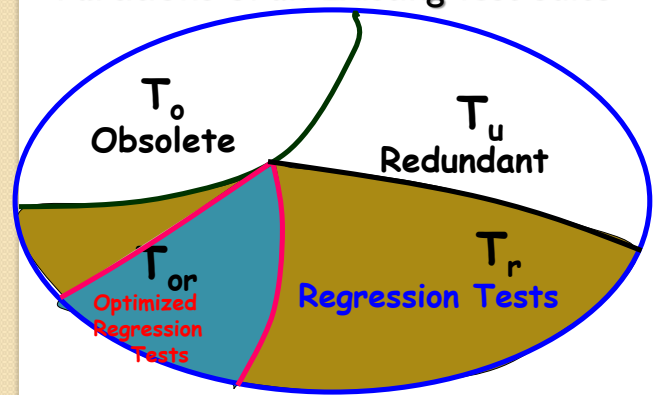 To
Obsolete
Tu
Redundant
Tor
Optimized
Regression
Tests
Tr
Regression Tests